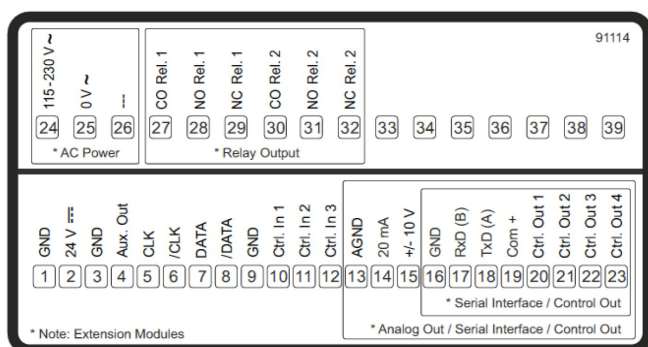 91114
115-230 V ~
0 V ~
---
CO Rel. 1
NO Rel. 1
NC Rel. 1
CO Rel. 2
NO Rel. 2
NC Rel. 2
24 25 26 27 28 29 30 31 32 33 34 35 36 37 38 39
* AC Power
* Relay Output
GND
24 V ⎓
GND
Aux. Out
CLK
/CLK
DATA
/DATA
GND
Ctrl. In 1
Ctrl. In 2
Ctrl. In 3
AGND
20 mA
+/- 10 V
GND
RxD (B)
TxD (A)
Com +
Ctrl. Out 1
Ctrl. Out 2
Ctrl. Out 3
Ctrl. Out 4
1 2 3 4 5 6 7 8 9 10 11 12 13 14 15 16 17 18 19 20 21 22 23
* Serial Interface / Control Out
* Note: Extension Modules
* Analog Out / Serial Interface / Control Out